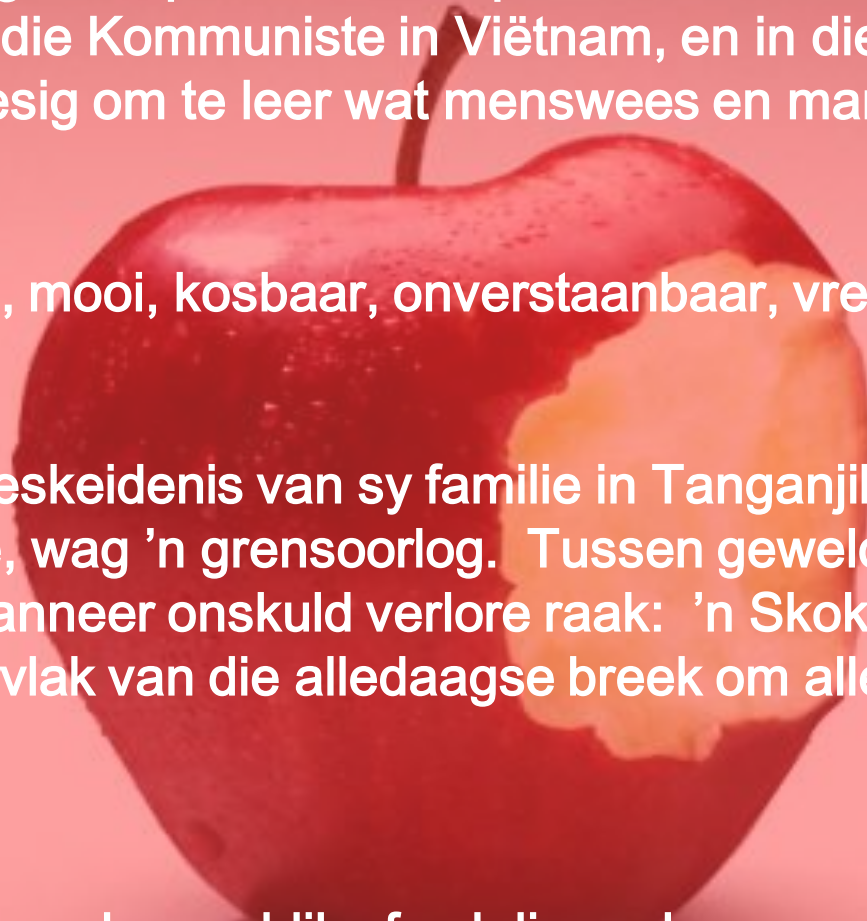 die Kommuniste in Viëtnam, en in die
esig om te leer wat menswees en ma
, mooi, kosbaar, onverstaanbaar, vre
eskeidenis van sy familie in Tanganji
, wag ’n grensoorlog. Tussen gewel
anneer onskuld verlore raak: ’n Skok
vlak van die alledaagse breek om alle